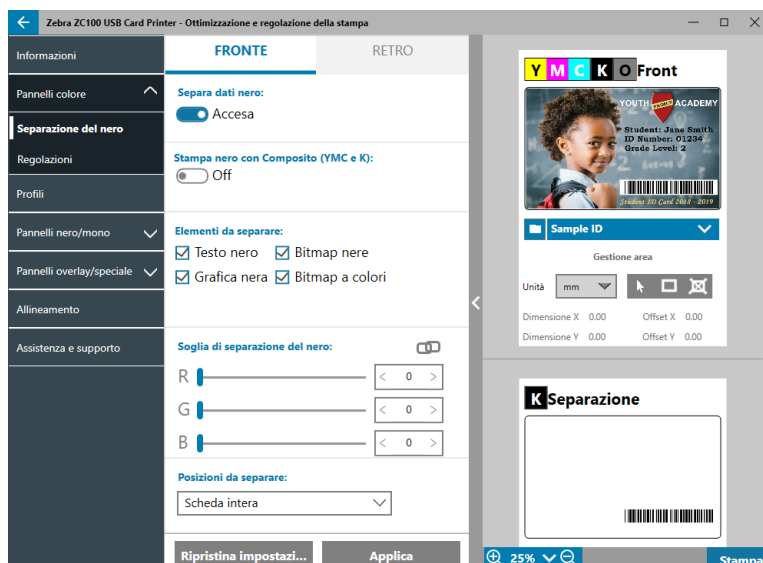 Zebra ZC100 USB Card Printer - Ottimizzazione e regolazione della stampa
Informazioni
Pannelli colore
Separazione del nero
Regolazioni
Profili
Pannelli nero/mono
Pannelli overlay/speciale
Allineamento
Assistenza e supporto
FRONTE RETRO
Separa dati nero:
Accesa
Stampa nero con Composito (YMC e K):
Off
Elementi da separare:
Testo nero Bitmap nere
Grafica nera Bitmap a colori
Soglia di separazione del nero:
R < 0 >
G < 0 >
B < 0 >
Posizioni da separare:
Scheda intera
Ripristina impostazi... Applica
Y M C K O Front
YOUTH ACADEMY
Student: Jane Smith
ID Number: 01234
Grade Level: 2
Student I/O Card 2018 - 2019
Sample ID
Gestione area
Unità mm
Dimensione X 0.00 Offset X 0.00
Dimensione Y 0.00 Offset Y 0.00
K Separazione
25% Stampa